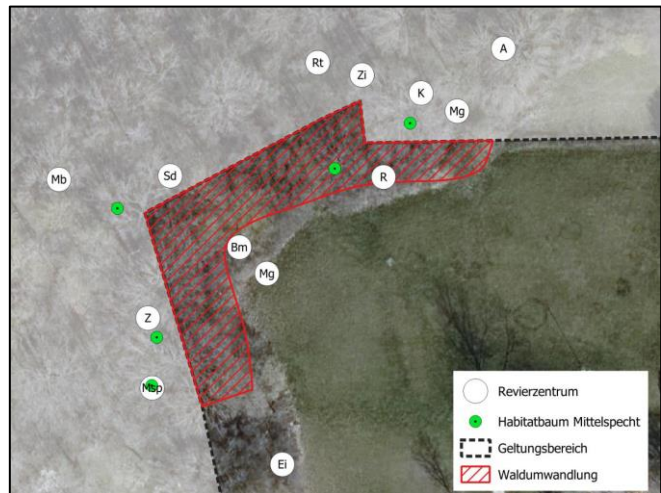 A
Rt
Zi
K
Mg
Mb
Sd
R
Bm
Mg
Z
Msp
Ei
Revierzentrum
Habitatbaum Mittelspecht
Geltungsbereich
Waldumwandlung